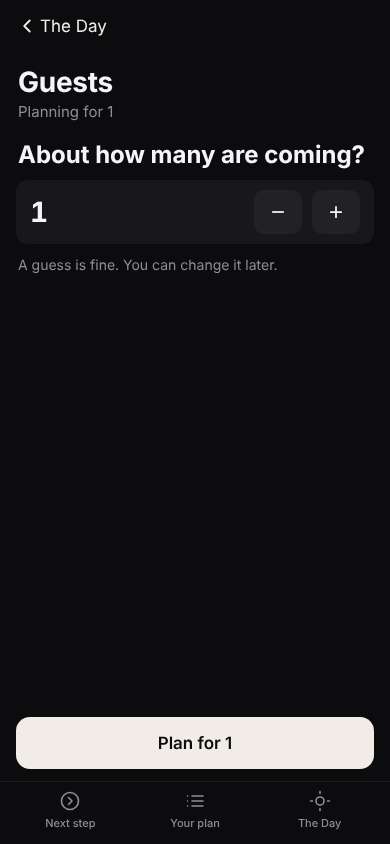 The Day
Guests
Planning for 1
About how many are coming?
1
− +
A guess is fine. You can change it later.
Plan for 1
Next step Your plan The Day